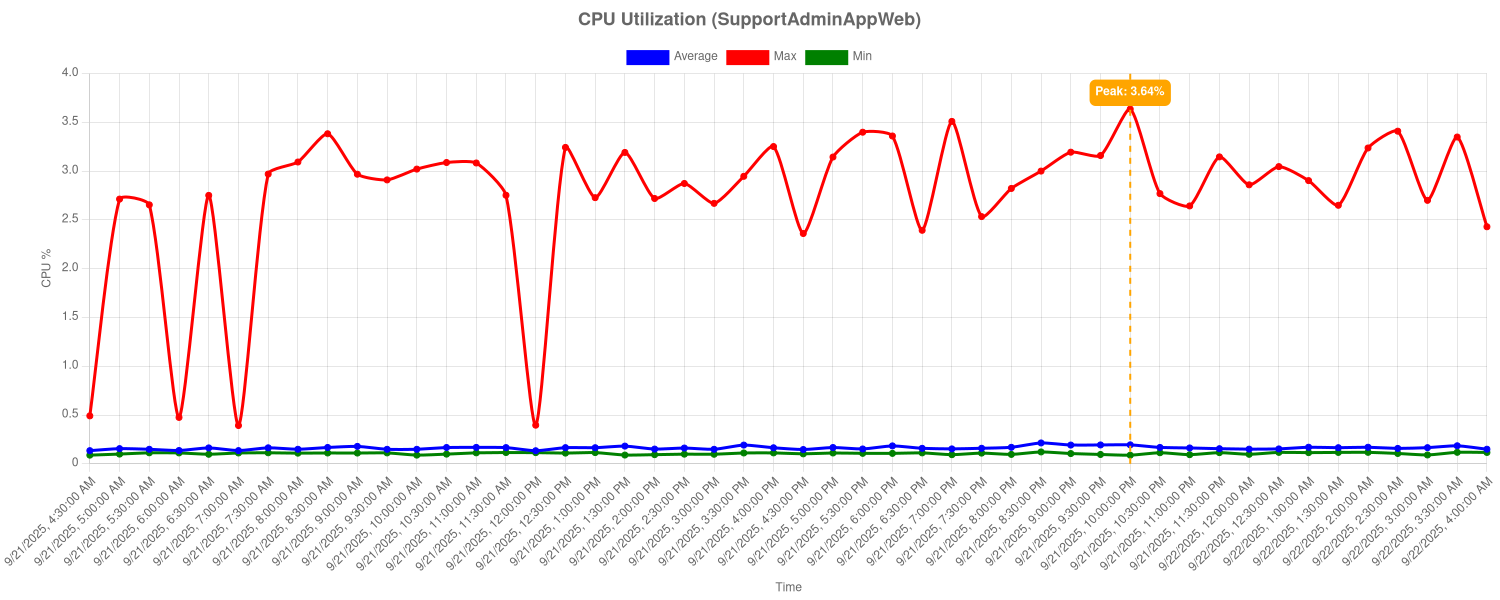 CPU Utilization (SupportAdminAppWeb)
Average Max Min
4.0
Peak: 3.64%
3.5
3.0
2.5
2.0
1.5
1.0
0.5
0
CPU %
9/21/2025, 4:30:00 AM
9/21/2025, 5:00:00 AM
9/21/2025, 5:30:00 AM
9/21/2025, 6:00:00 AM
9/21/2025, 6:30:00 AM
9/21/2025, 7:00:00 AM
9/21/2025, 7:30:00 AM
9/21/2025, 8:00:00 AM
9/21/2025, 8:30:00 AM
9/21/2025, 9:00:00 AM
9/21/2025, 9:30:00 AM
9/21/2025, 10:00:00 AM
9/21/2025, 10:30:00 AM
9/21/2025, 11:00:00 AM
9/21/2025, 11:30:00 AM
9/21/2025, 12:00:00 PM
9/21/2025, 12:30:00 PM
9/21/2025, 1:00:00 PM
9/21/2025, 1:30:00 PM
9/21/2025, 2:00:00 PM
9/21/2025, 2:30:00 PM
9/21/2025, 3:00:00 PM
9/21/2025, 3:30:00 PM
9/21/2025, 4:00:00 PM
9/21/2025, 4:30:00 PM
9/21/2025, 5:00:00 PM
9/21/2025, 5:30:00 PM
9/21/2025, 6:00:00 PM
9/21/2025, 6:30:00 PM
9/21/2025, 7:00:00 PM
9/21/2025, 7:30:00 PM
9/21/2025, 8:00:00 PM
9/21/2025, 8:30:00 PM
9/21/2025, 9:00:00 PM
9/21/2025, 9:30:00 PM
9/21/2025, 10:00:00 PM
9/21/2025, 10:30:00 PM
9/21/2025, 11:00:00 PM
9/21/2025, 11:30:00 PM
9/22/2025, 12:00:00 AM
9/22/2025, 12:30:00 AM
9/22/2025, 1:00:00 AM
9/22/2025, 1:30:00 AM
9/22/2025, 2:00:00 AM
9/22/2025, 2:30:00 AM
9/22/2025, 3:00:00 AM
9/22/2025, 3:30:00 AM
9/22/2025, 4:00:00 AM
Time